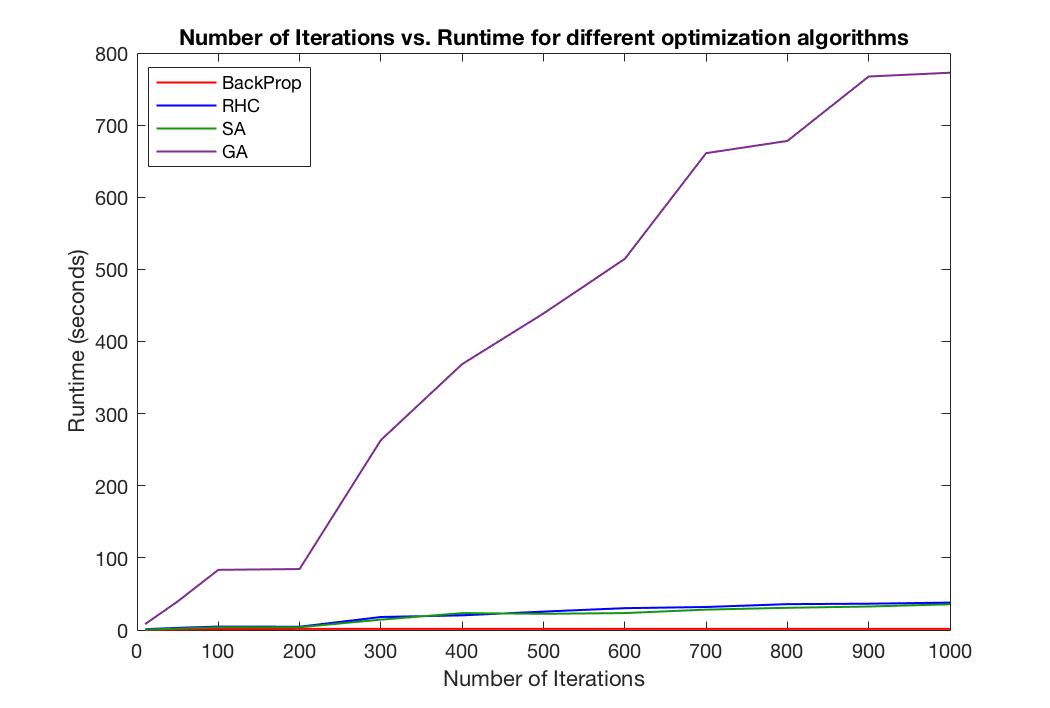 Number of Iterations vs. Runtime for different optimization algorithms
BackProp
RHC
SA
GA
Runtime (seconds)
800
700
600
500
400
300
200
100
0
0 100 200 300 400 500 600 700 800 900 1000
Number of Iterations